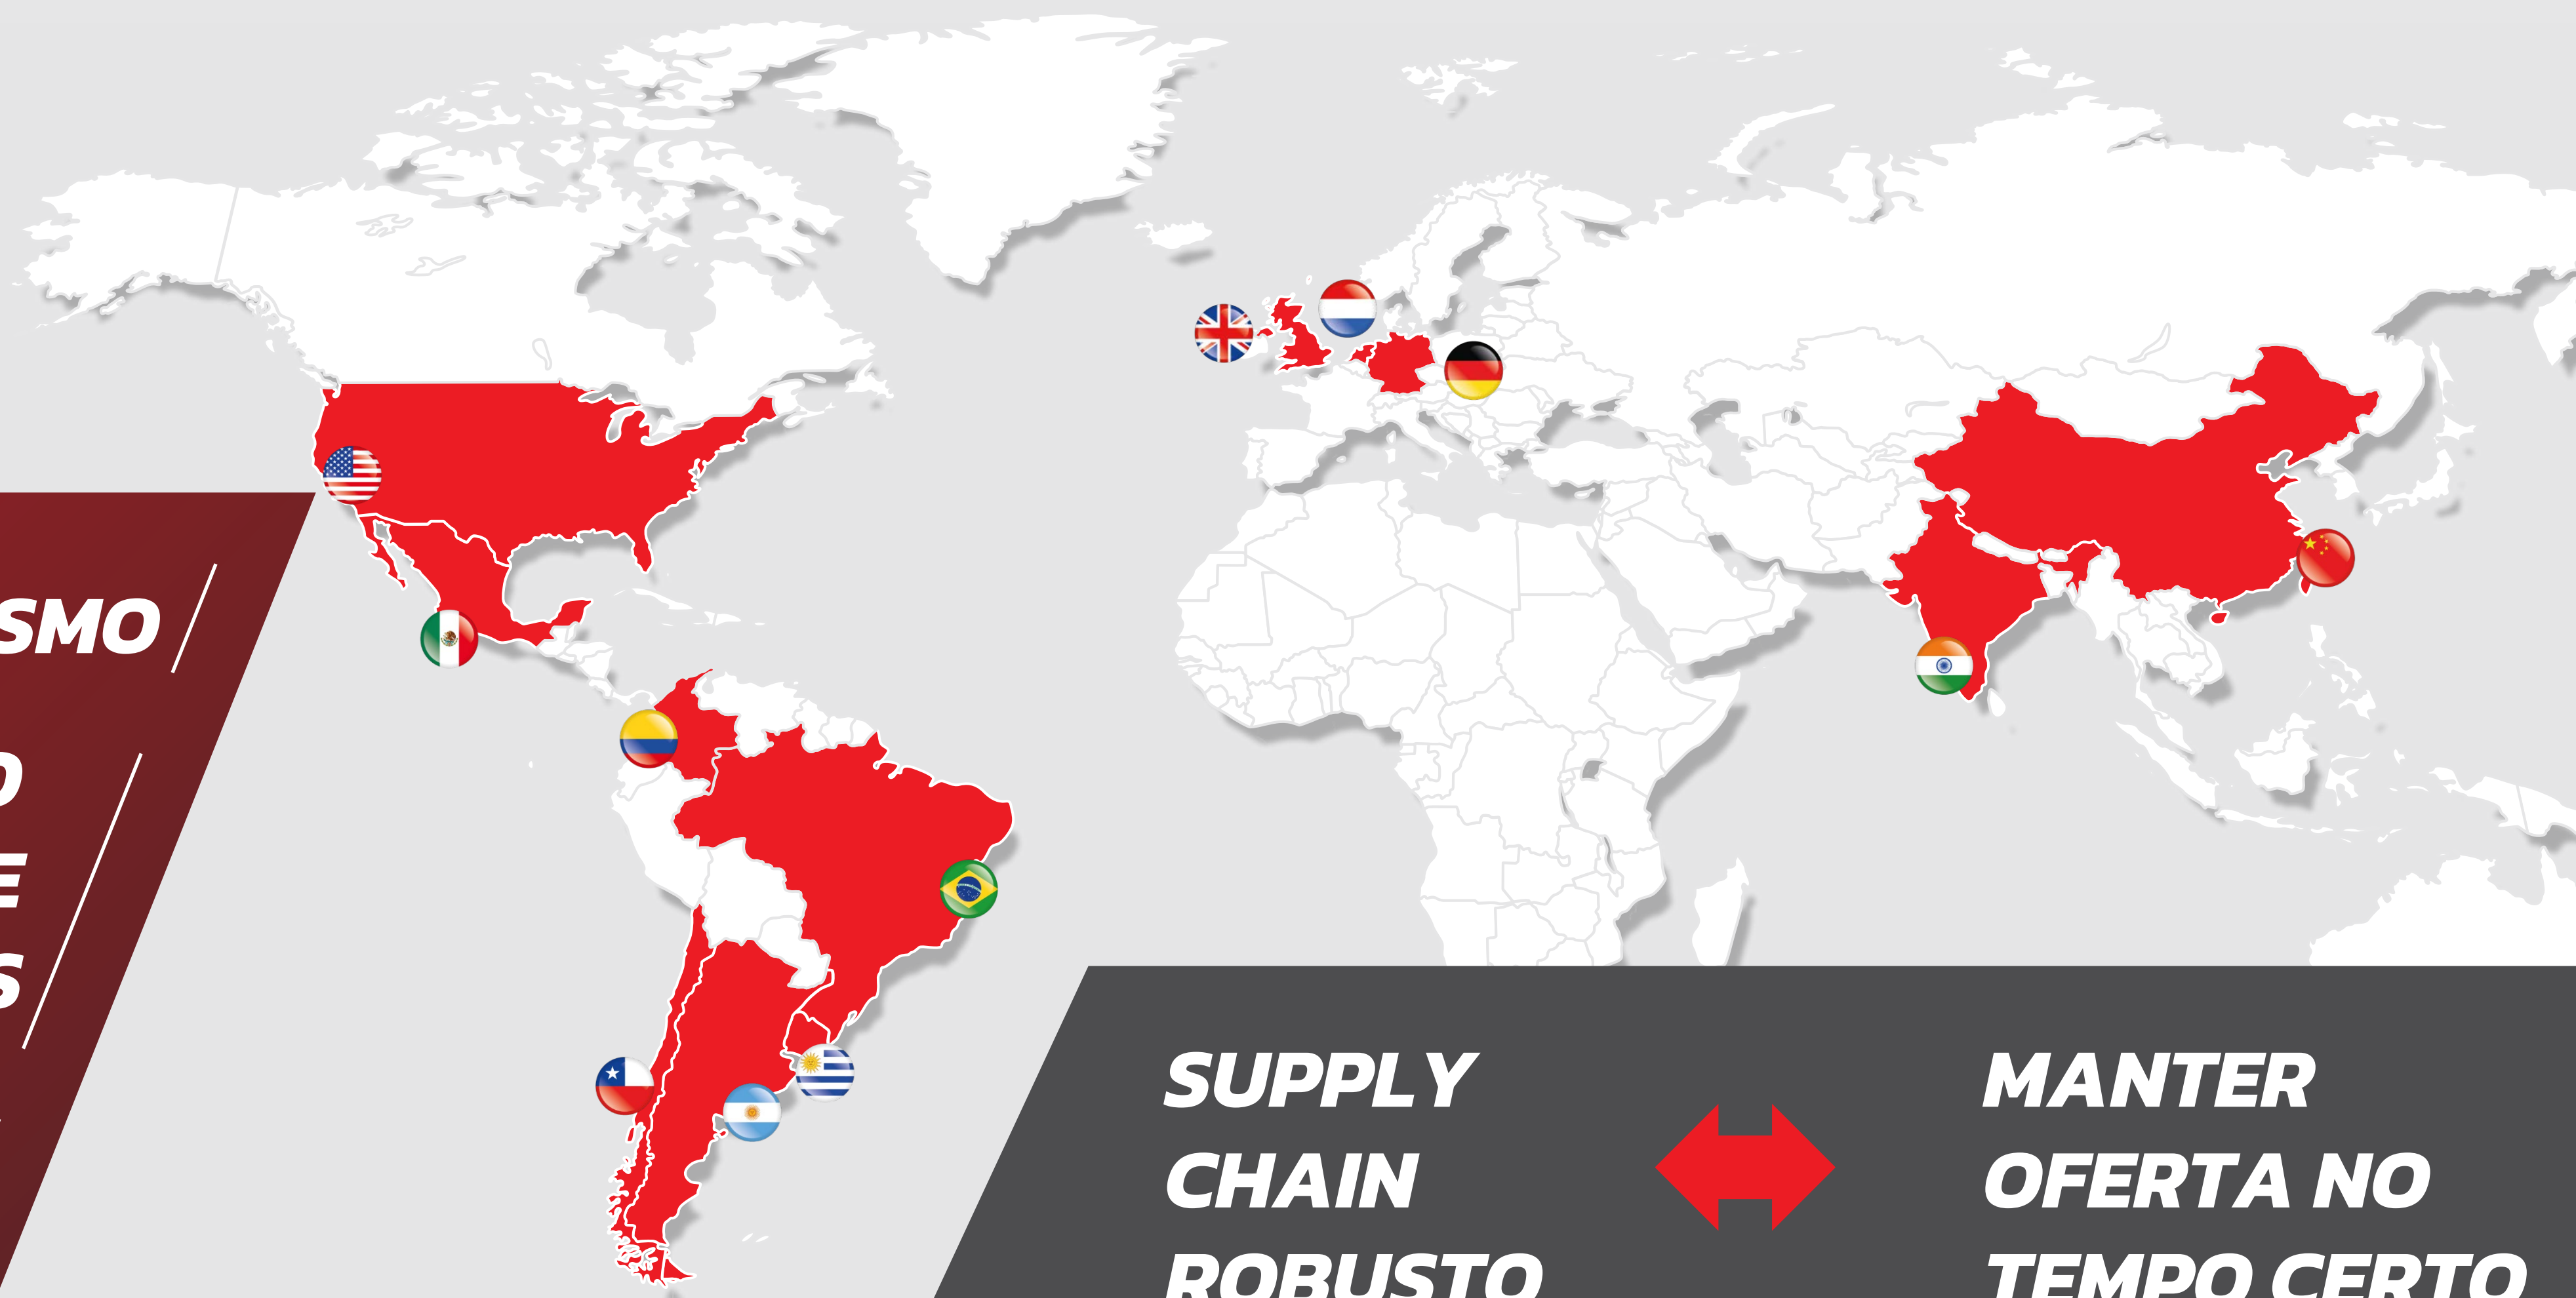 SMO
O
E
S
SUPPLY
CHAIN
ROBUSTO
MANTER
OFERTA NO
TEMPO CERTO